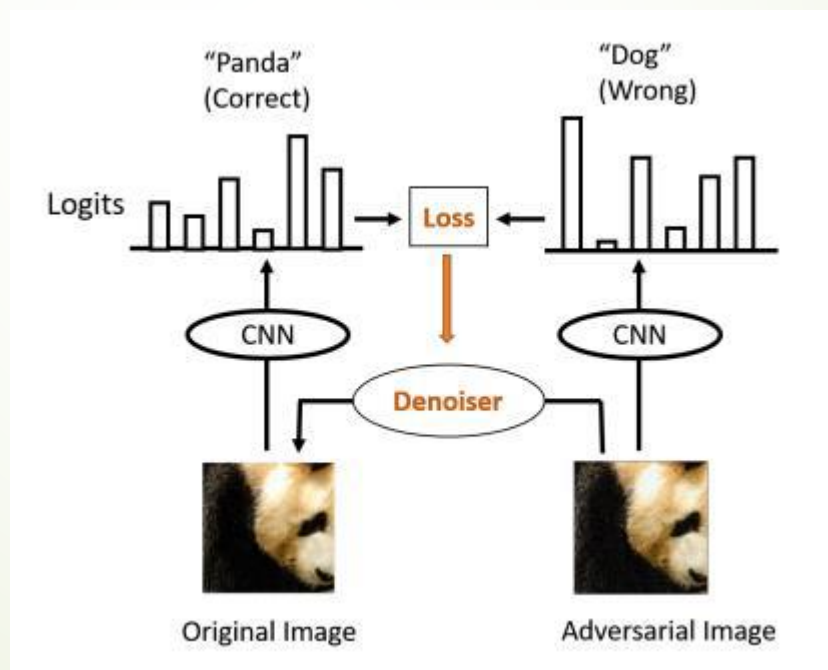 “Panda”
(Correct)
“Dog”
(Wrong)
Logits
Loss
CNN
CNN
Denoiser
Original Image
Adversarial Image